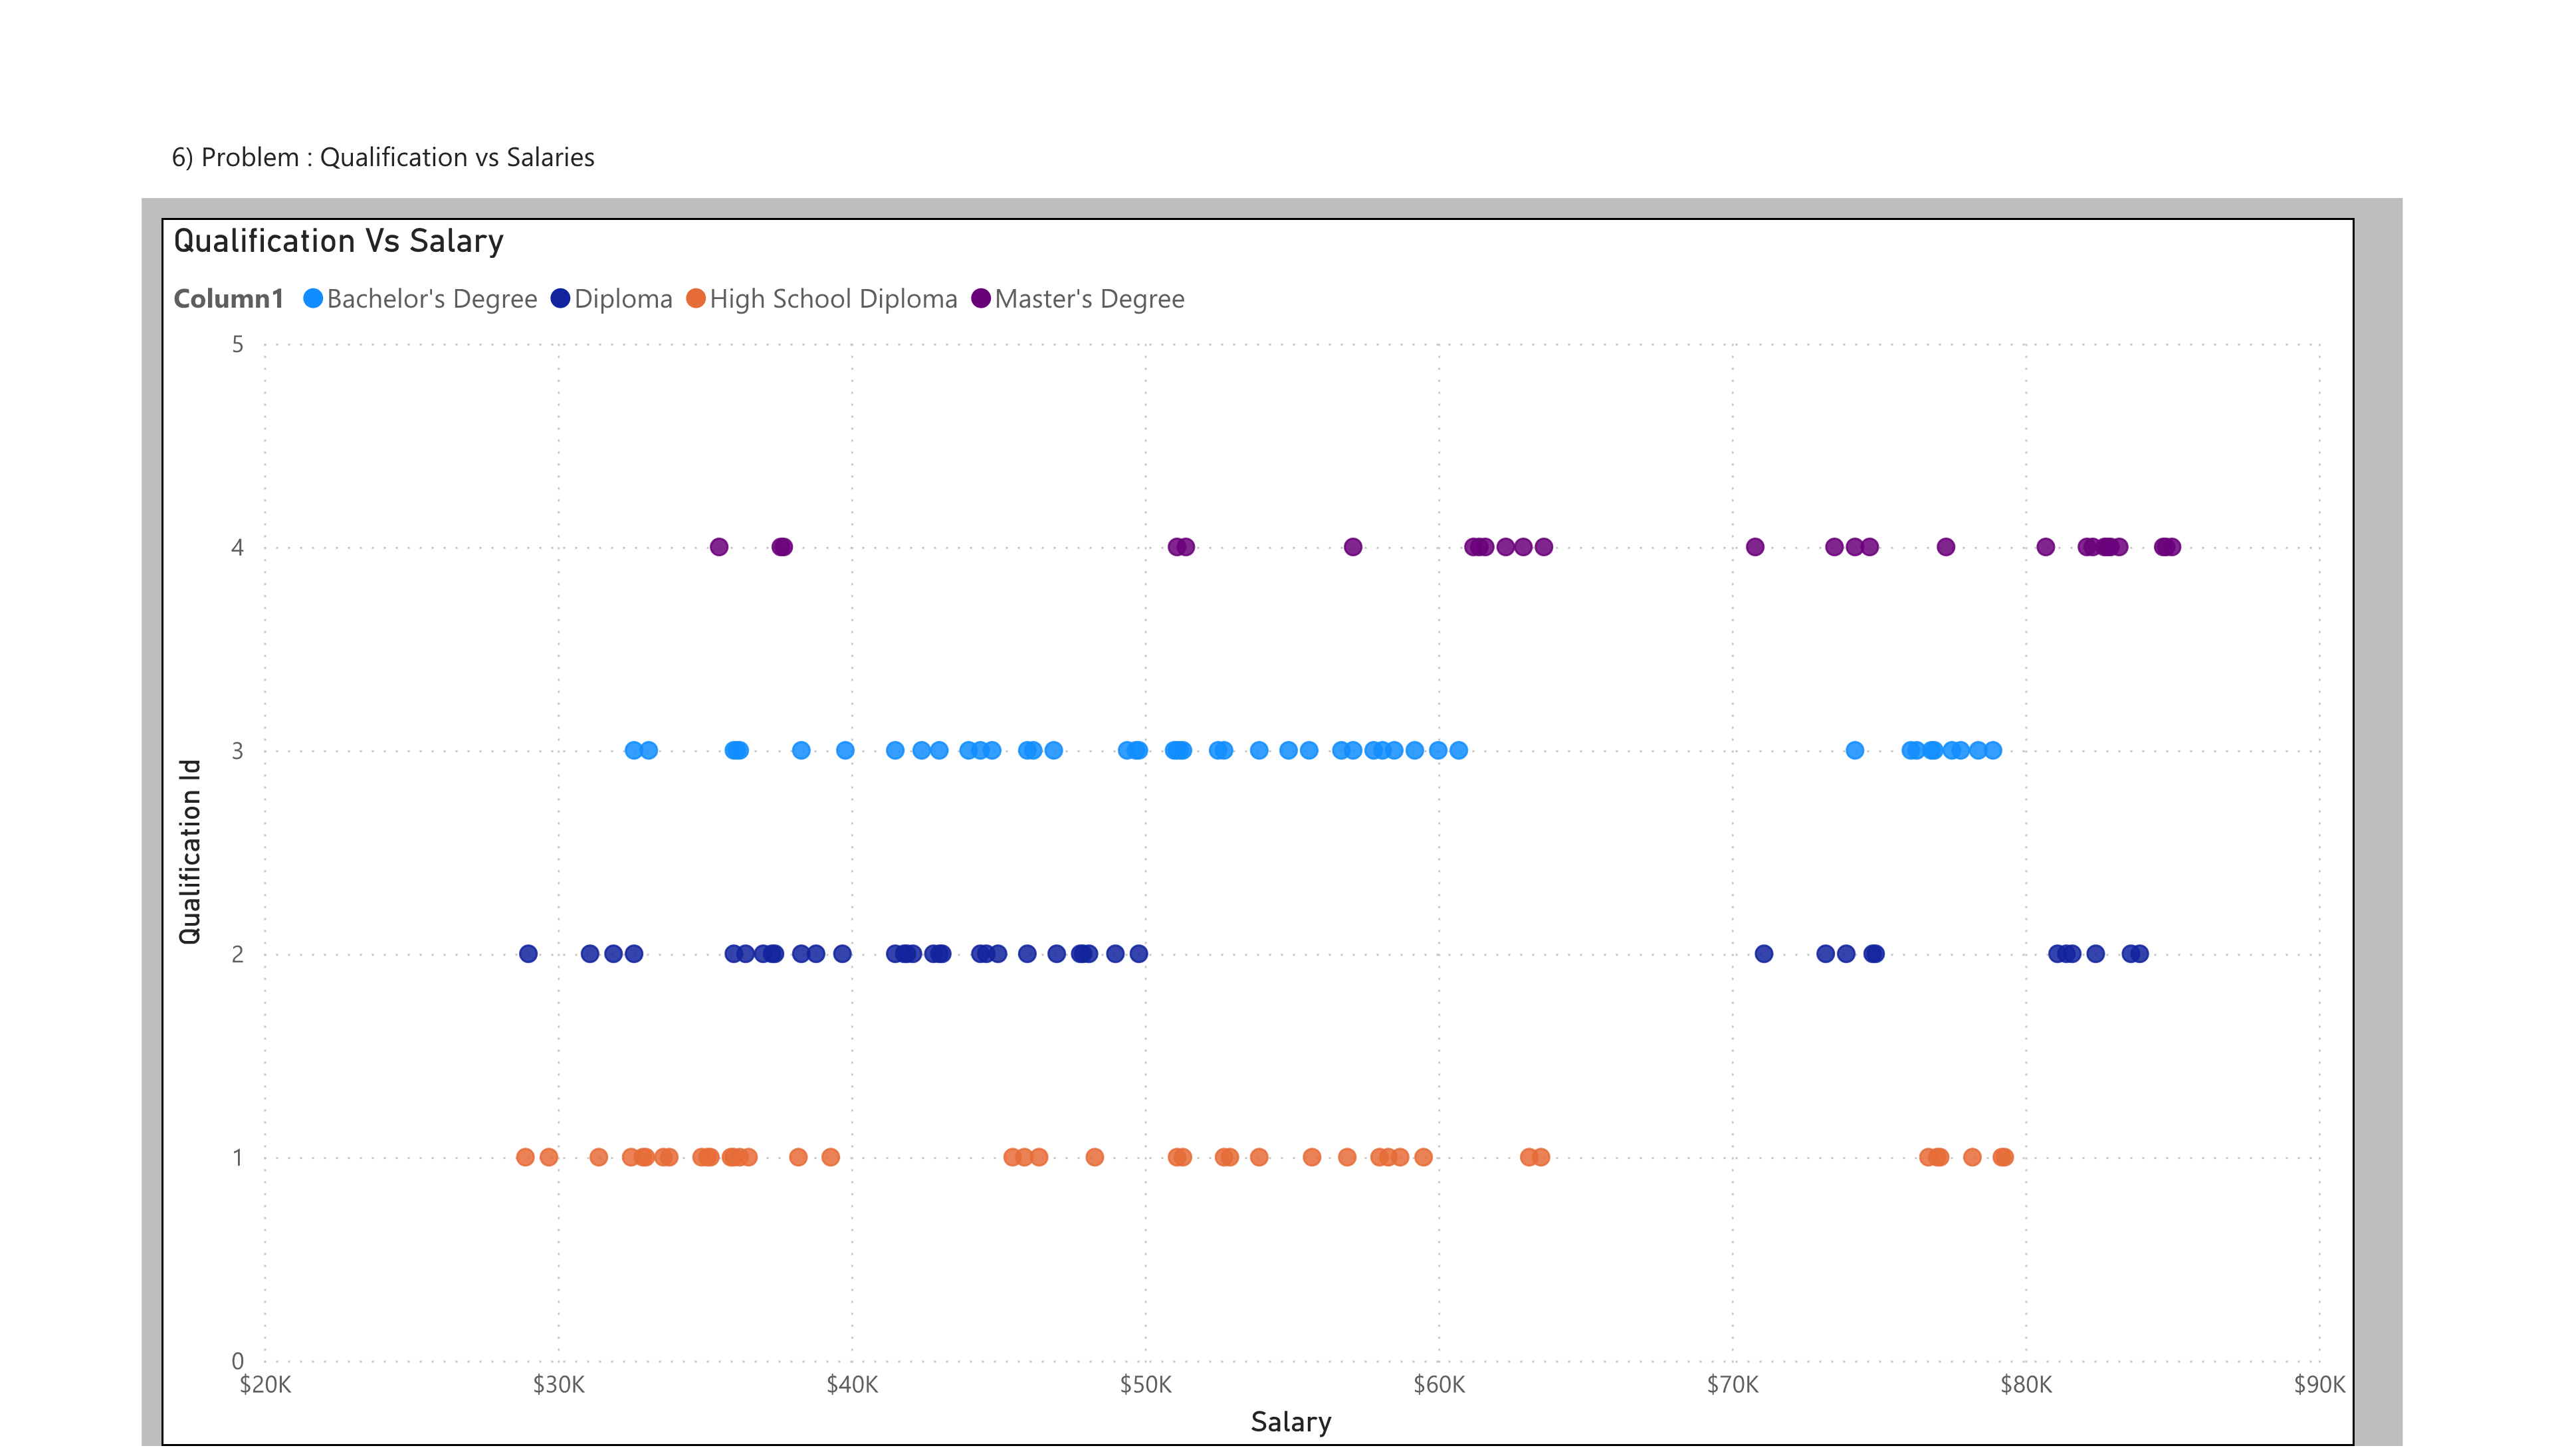 6) Problem : Qualification vs Salaries
Qualification Vs Salary
Column1 Bachelor's Degree Diploma High School Diploma Master's Degree
5
4
3
2
1
0
Qualification Id
$20K $30K $40K $50K $60K $70K $80K $90K
Salary